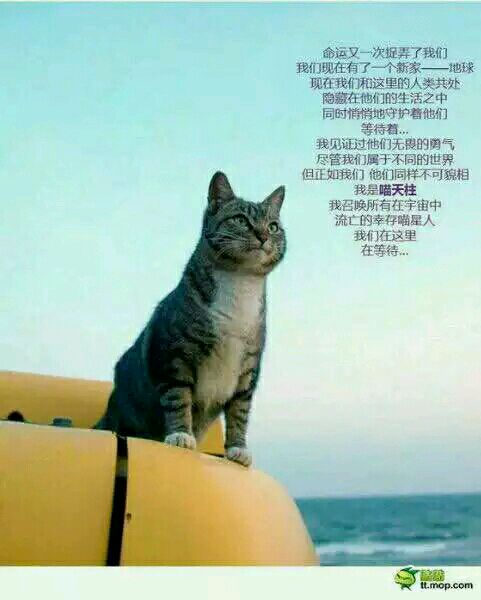 命运又一次捉弄了我们
我们现在有了一个新家——地球
现在我们和这里的人类共处
隐藏在他们的生活之中
同时悄悄地守护着他们
等待着...
我见证过他们无畏的勇气
尽管我们属于不同的世界
但正如我们 他们同样不可貌相
我是喵天柱
我召唤所有在宇宙中
流亡的幸存喵星人
我们在这里
在等待...
tt.mop.com